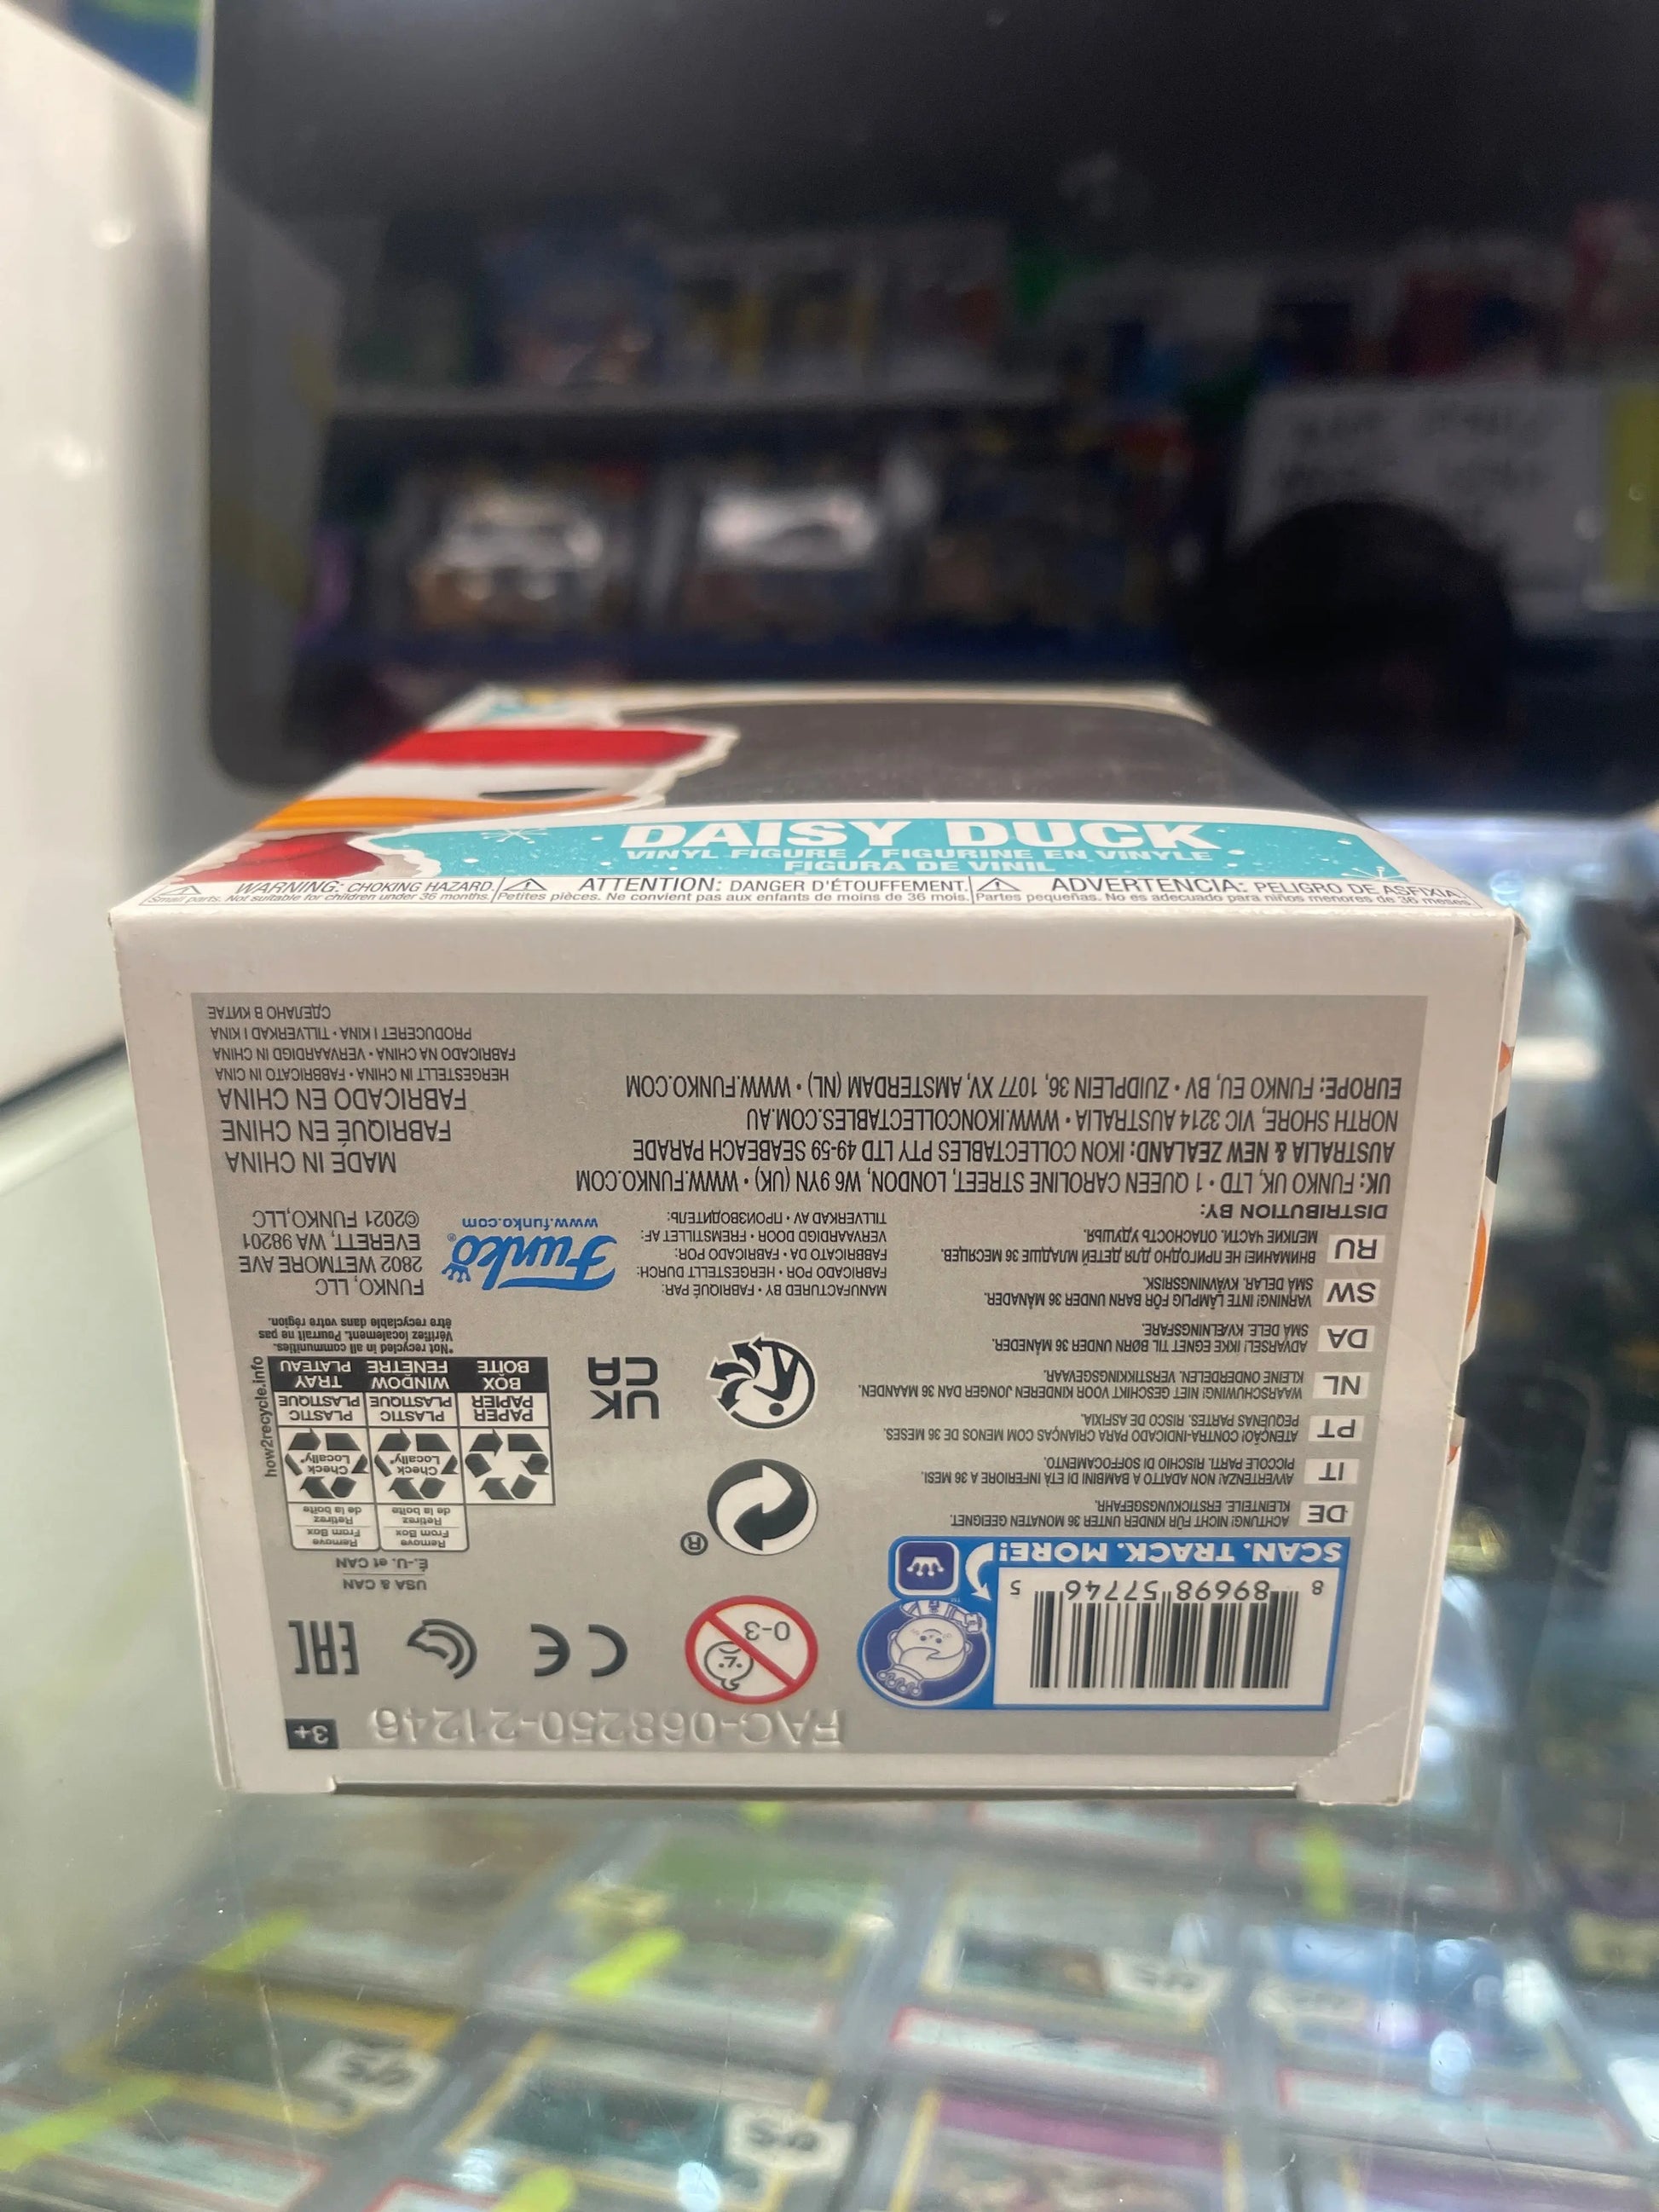 DAISY DUCK
VINYL FIGURE / FIGURINE EN VINYLE
FIGURA DE VINIL
WARNING: CHOKING HAZARD.
Small parts. Not suitable for children under 36 months.
ATTENTION: DANGER D'ÉTOUFFEMENT.
Petites pièces. Ne convient pas aux enfants de moins de 36 mois.
ADVERTENCIA: PELIGRO DE ASFIXIA.
Partes pequeñas. No es adecuado para niños menores de 36 meses.
3+
FAC-068250-21246
8 89698 57746 5
SCAN. TRACK. MORE!
™
0-3
CE
EAC
USA & CAN
É.-U. et CAN
Remove
From Box
Retirez
de la boîte
Remove
From Box
Retirez
de la boîte
Check
Locally*
Check
Locally*
PAPER
PAPIER
BOX
BOÎTE
PLASTIC
PLASTIQUE
WINDOW
FENÊTRE
PLASTIC
PLASTIQUE
TRAY
PLATEAU
how2recycle.info
*Not recycled in all communities.
Vérifiez localement. Pourrait ne pas
être recyclable dans votre région.
®
UK
CA
DE
ACHTUNG! NICHT FÜR KINDER UNTER 36 MONATEN GEEIGNET.
KLEINTEILE. ERSTICKUNGSGEFAHR.
IT
AVVERTENZA! NON ADATTO A BAMBINI DI ETÀ INFERIORE A 36 MESI.
PICCOLE PARTI. RISCHIO DI SOFFOCAMENTO.
PT
ATENÇÃO! CONTRA-INDICADO PARA CRIANÇAS COM MENOS DE 36 MESES.
PEQUENAS PARTES. RISCO DE ASFIXIA.
NL
WAARSCHUWING! NIET GESCHIKT VOOR KINDEREN JONGER DAN 36 MAANDEN.
KLEINE ONDERDELEN. VERSTIKKINGSGEVAAR.
DA
ADVARSEL! IKKE EGNET TIL BØRN UNDER 36 MÅNEDER.
SMÅ DELE. KVÆLNINGSFARE.
SW
VARNING! INTE LÄMPLIG FÖR BARN UNDER 36 MÅNADER.
SMÅ DELAR. KVÄVNINGSRISK.
RU
ВНИМАНИЕ! НЕ ПРИГОДНО ДЛЯ ДЕТЕЙ МЛАДШЕ 36 МЕСЯЦЕВ.
МЕЛКИЕ ЧАСТИ. ОПАСНОСТЬ УДУШЬЯ.
MANUFACTURED BY • FABRIQUÉ PAR:
FABRICADO POR • HERGESTELLT DURCH:
FABBRICATO DA • FABRICADO POR:
VERVAARDIGD DOOR • FREMSTILLET AF:
TILLVERKAD AV • ПРОИЗВОДИТЕЛЬ:
Funko®
www.funko.com
FUNKO, LLC
2802 WETMORE AVE
EVERETT, WA 98201
©2021 FUNKO,LLC
DISTRIBUTION BY:
UK: FUNKO UK, LTD • 1 QUEEN CAROLINE STREET, LONDON, W6 9YN (UK) • WWW.FUNKO.COM
AUSTRALIA & NEW ZEALAND: IKON COLLECTABLES PTY LTD 49-59 SEABEACH PARADE
NORTH SHORE, VIC 3214 AUSTRALIA • WWW.IKONCOLLECTABLES.COM.AU
EUROPE: FUNKO EU, BV • ZUIDPLEIN 36, 1077 XV, AMSTERDAM (NL) • WWW.FUNKO.COM
MADE IN CHINA
FABRIQUÉ EN CHINE
FABRICADO EN CHINA
HERGESTELLT IN CHINA • FABBRICATO IN CINA
FABRICADO NA CHINA • VERVAARDIGD IN CHINA
PRODUCERET I KINA • TILLVERKAD I KINA
СДЕЛАНО В КИТАЕ